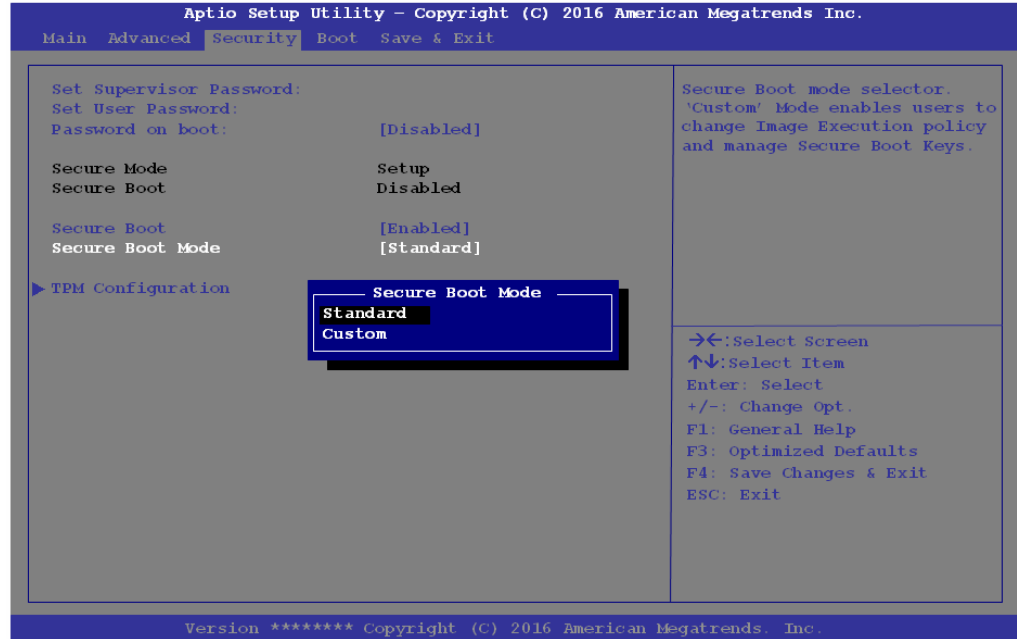 Aptio Setup Utility – Copyright (C) 2016 American Megatrends Inc.
Main Advanced Security Boot Save & Exit
Set Supervisor Password:
Set User Password:
Password on boot: [Disabled]
Secure Mode Setup
Secure Boot Disabled
Secure Boot [Enabled]
Secure Boot Mode [Standard]
TPM Configuration
Secure Boot Mode
Standard
Custom
Secure Boot mode selector.
‘Custom’ Mode enables users to
change Image Execution policy
and manage Secure Boot Keys.
→←:Select Screen
↑↓:Select Item
Enter: Select
+/-: Change Opt.
F1: General Help
F3: Optimized Defaults
F4: Save Changes & Exit
ESC: Exit
Version ******** Copyright (C) 2016 American Megatrends. Inc.